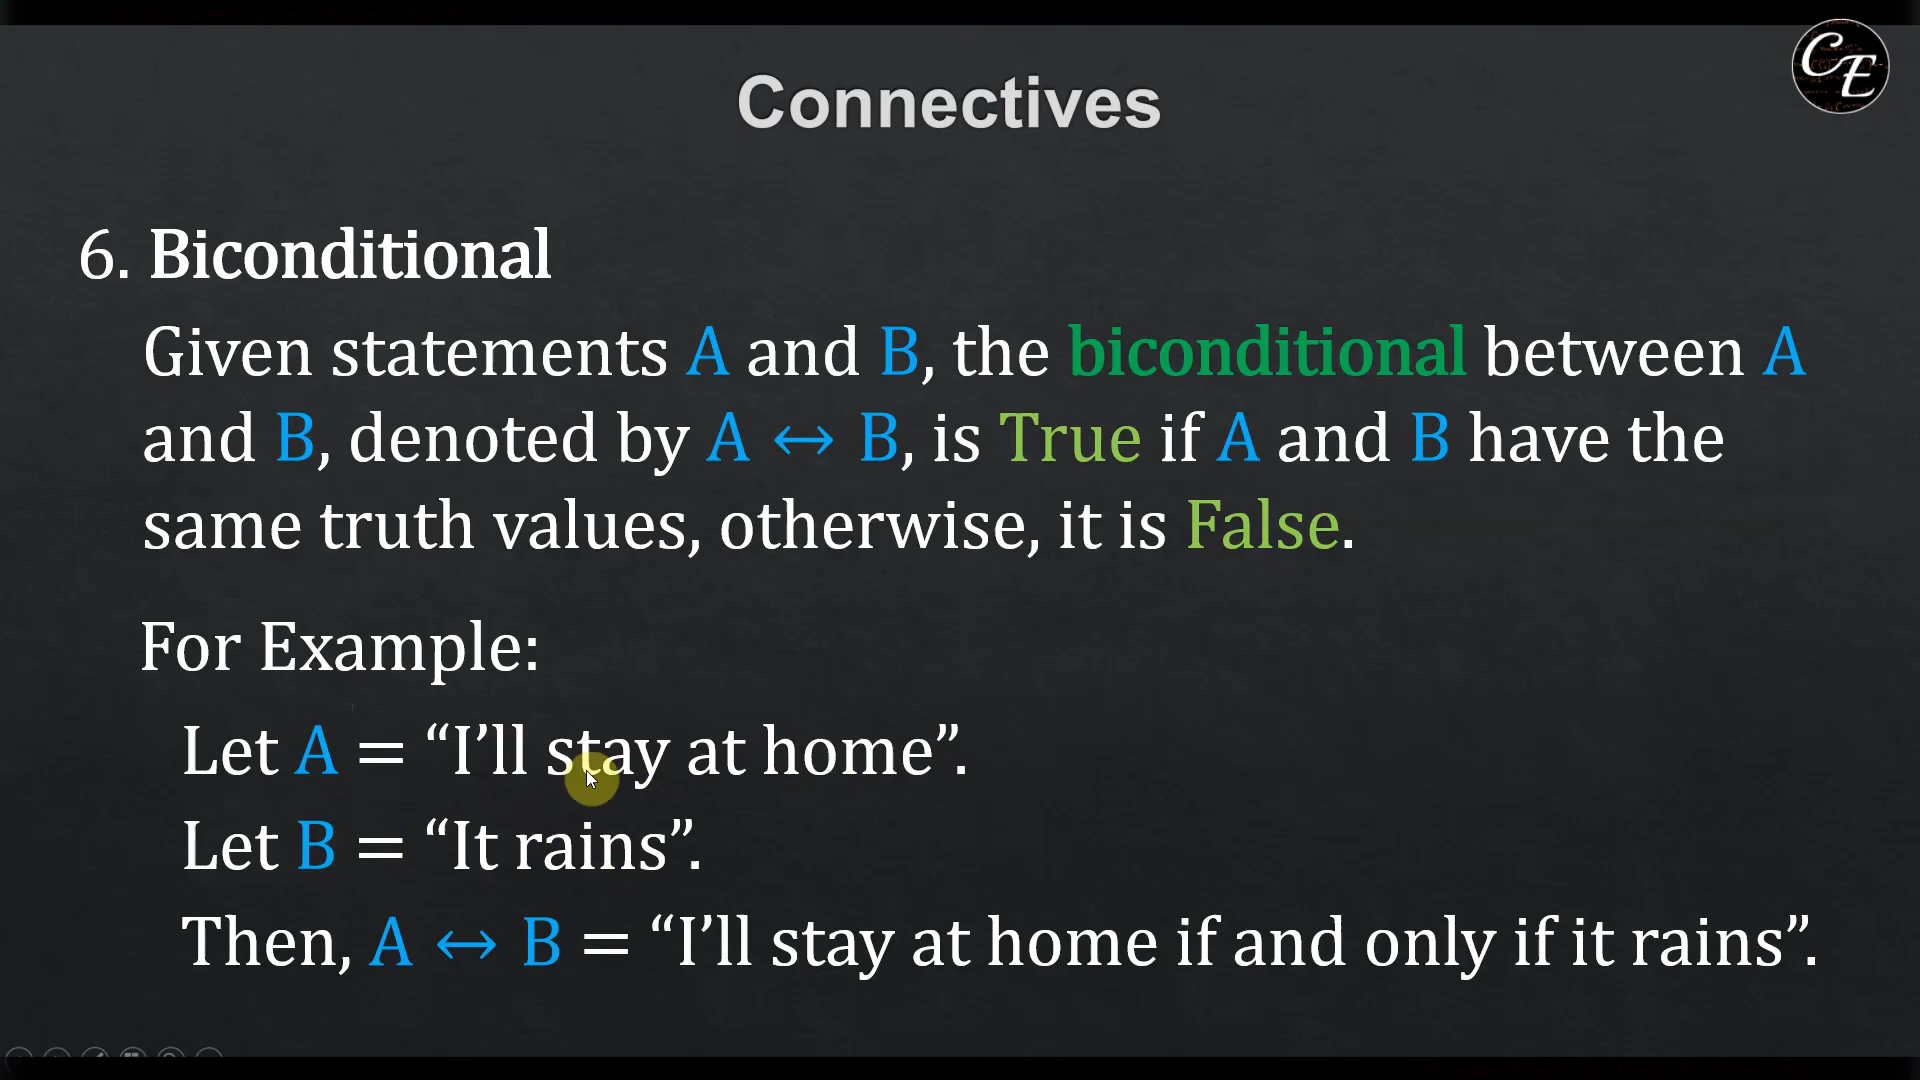 CE
Connectives
6. Biconditional
Given statements A and B, the biconditional between A
and B, denoted by A ↔ B, is True if A and B have the
same truth values, otherwise, it is False.
For Example:
Let A = “I’ll stay at home”.
Let B = “It rains”.
Then, A ↔ B = “I’ll stay at home if and only if it rains”.